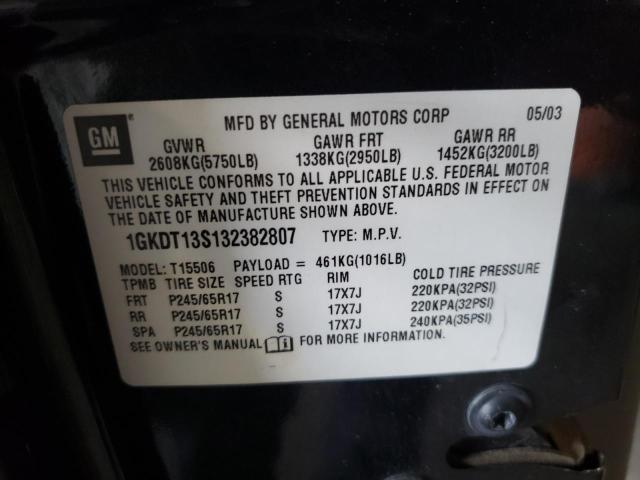 GM
MFD BY GENERAL MOTORS CORP 05/03
GVWR GAWR FRT GAWR RR
2608KG(5750LB) 1338KG(2950LB) 1452KG(3200LB)
THIS VEHICLE CONFORMS TO ALL APPLICABLE U.S. FEDERAL MOTOR
VEHICLE SAFETY AND THEFT PREVENTION STANDARDS IN EFFECT ON
THE DATE OF MANUFACTURE SHOWN ABOVE.
1GKDT13S132382807 TYPE: M.P.V.
MODEL: T15506 PAYLOAD = 461KG(1016LB)
TPMB TIRE SIZE SPEED RTG RIM COLD TIRE PRESSURE
FRT P245/65R17 S 17X7J 220KPA(32PSI)
RR P245/65R17 S 17X7J 220KPA(32PSI)
SPA P245/65R17 S 17X7J 240KPA(35PSI)
SEE OWNER'S MANUAL FOR MORE INFORMATION.